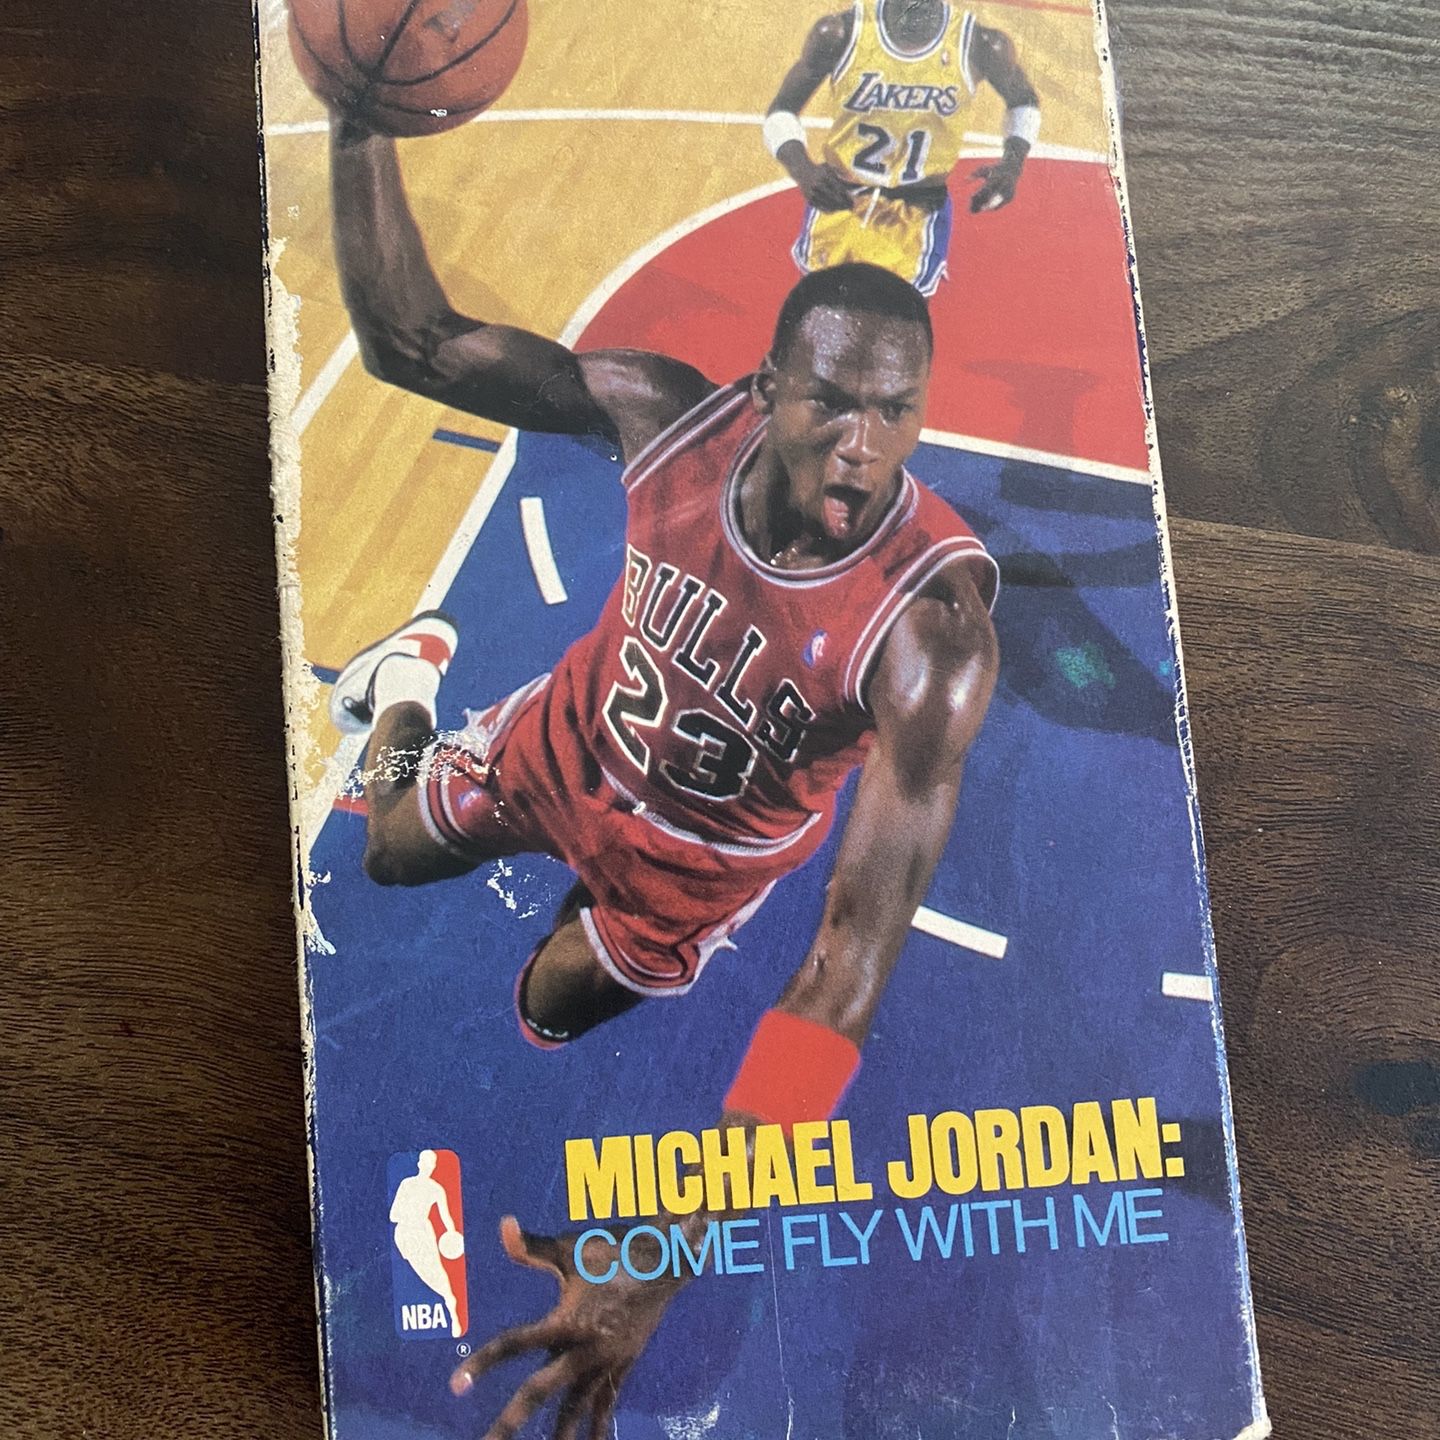 LAKERS
21
BULLS
23
MICHAEL JORDAN:
COME FLY WITH ME
NBA
®